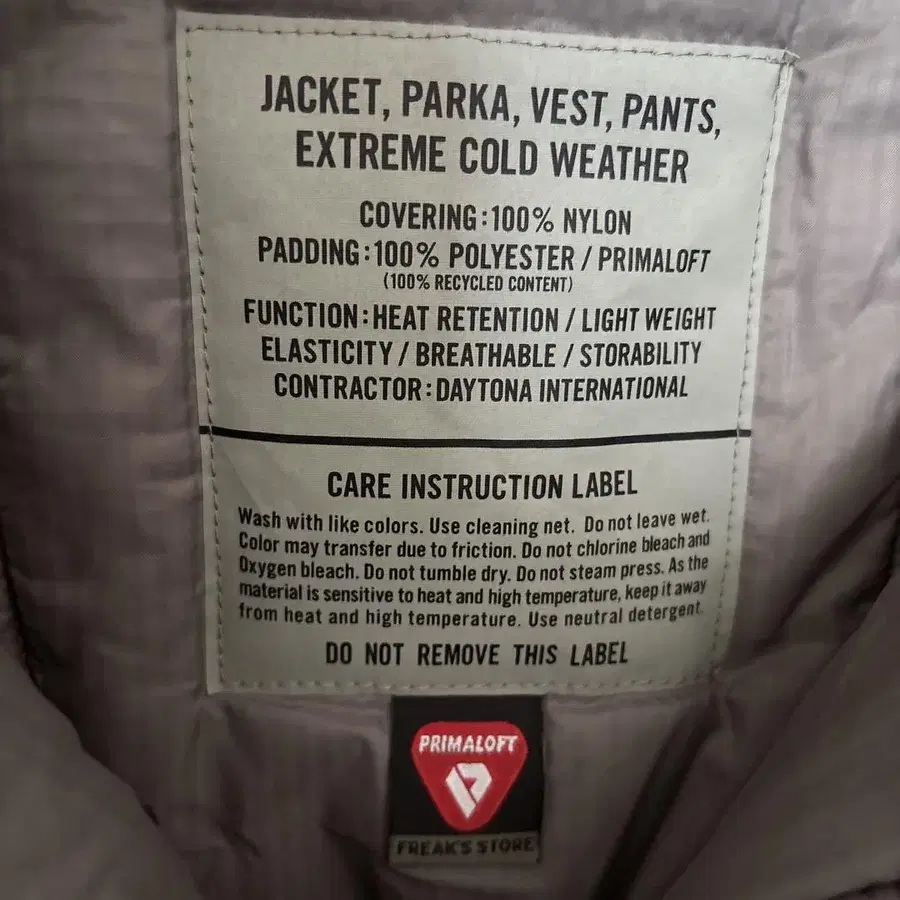 JACKET, PARKA, VEST, PANTS,
EXTREME COLD WEATHER
COVERING:100% NYLON
PADDING:100% POLYESTER / PRIMALOFT
(100% RECYCLED CONTENT)
FUNCTION:HEAT RETENTION / LIGHT WEIGHT
ELASTICITY / BREATHABLE / STORABILITY
CONTRACTOR:DAYTONA INTERNATIONAL
CARE INSTRUCTION LABEL
Wash with like colors. Use cleaning net. Do not leave wet.
Color may transfer due to friction. Do not chlorine bleach and
Oxygen bleach. Do not tumble dry. Do not steam press. As the
material is sensitive to heat and high temperature, keep it away
from heat and high temperature. Use neutral detergent.
DO NOT REMOVE THIS LABEL
PRIMALOFT
FREAK'S STORE